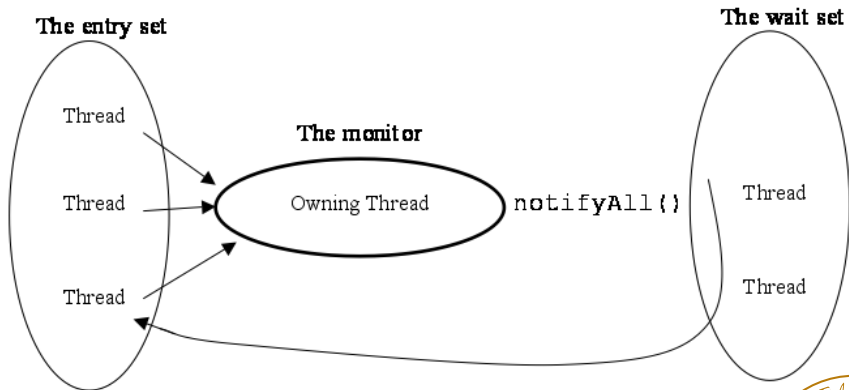 The entry set
The wait set
Thread
The monitor
Thread
Owning Thread
notifyAll()
Thread
Thread
Thread